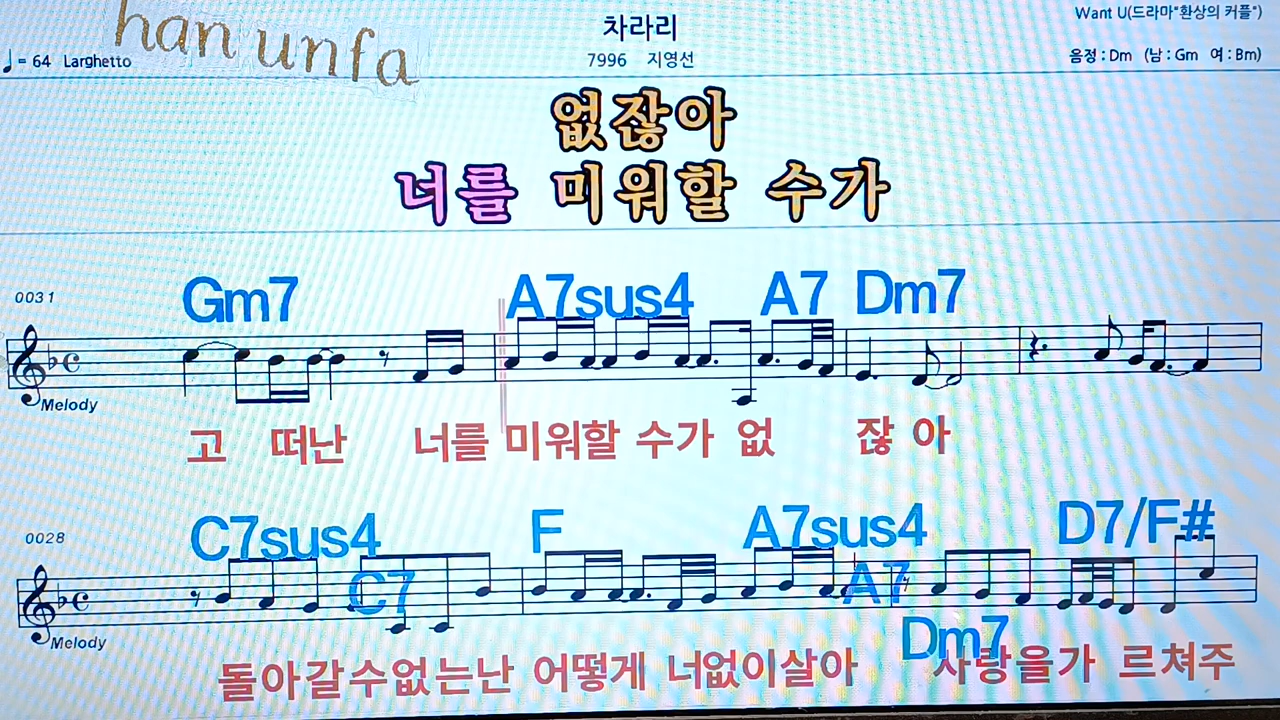 han unfa
차라리
Want U(드라마"환상의 커플")
♩= 64 Larghetto
7996 지영선
음정 : Dm (남 : Gm 여 : Bm)
없잖아
너를 미워할 수가
0031
Gm7 A7sus4 A7 Dm7
Melody
고 떠난 너를 미워할 수가 없 잖 아
0028
C7sus4 C7 F A7sus4 A7 Dm7 D7/F#
Melody
돌아갈수없는난 어떻게 너없이살아 사랑을가 르쳐주